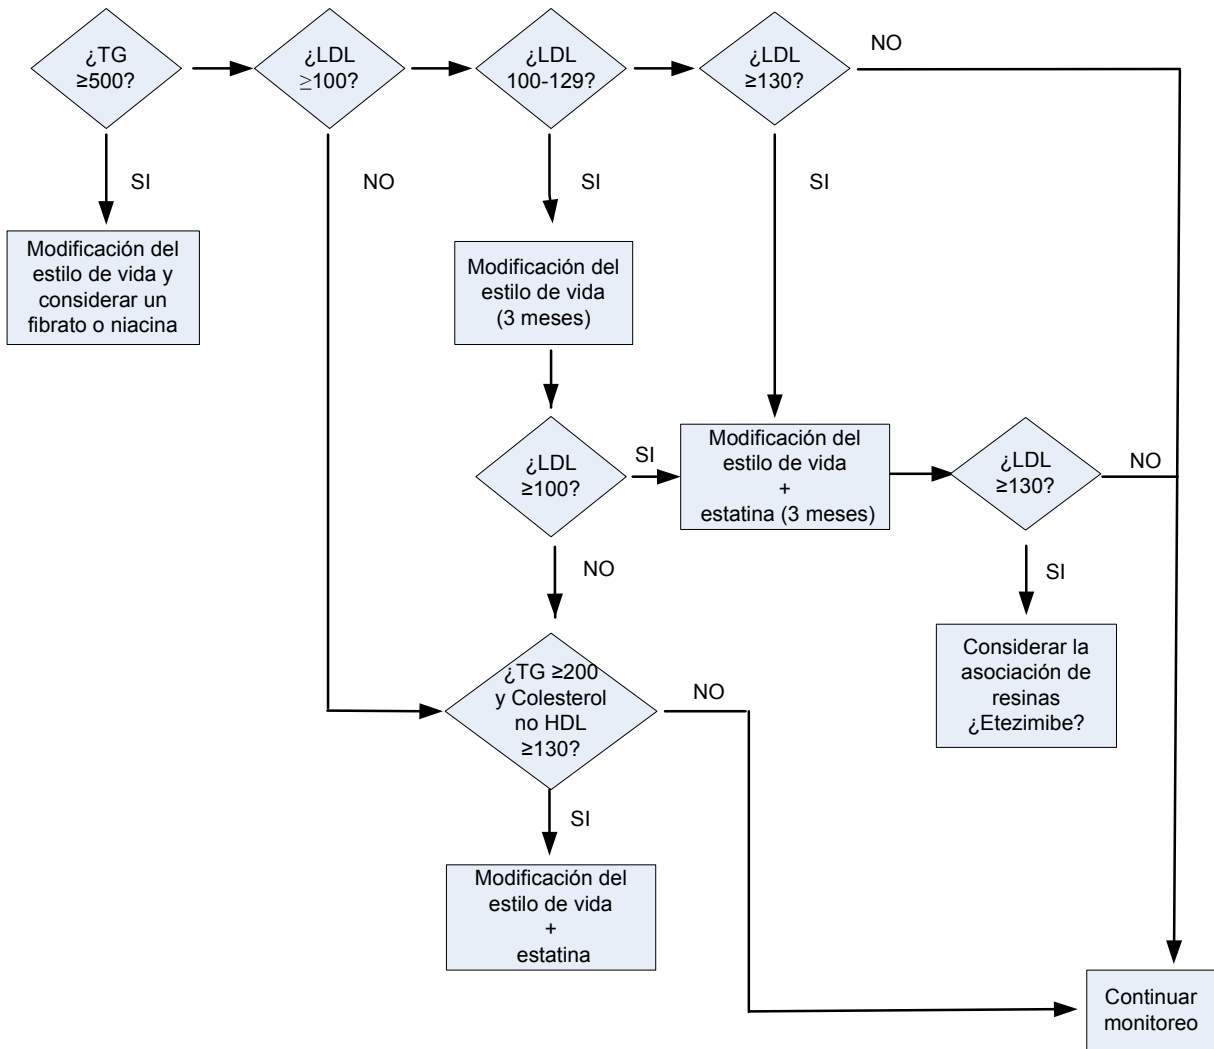 ¿TG
≥500?
¿LDL
≥100?
¿LDL
100-129?
¿LDL
≥130?
NO
SI
NO
SI
SI
Modificación del
estilo de vida y
considerar un
fibrato o niacina
Modificación del
estilo de vida
(3 meses)
¿LDL
≥100?
SI
Modificación del
estilo de vida
+
estatina (3 meses)
¿LDL
≥130?
NO
NO
SI
¿TG ≥200
y Colesterol
no HDL
≥130?
NO
Considerar la
asociación de
resinas
¿Etezimibe?
SI
Modificación del
estilo de vida
+
estatina
Continuar
monitoreo